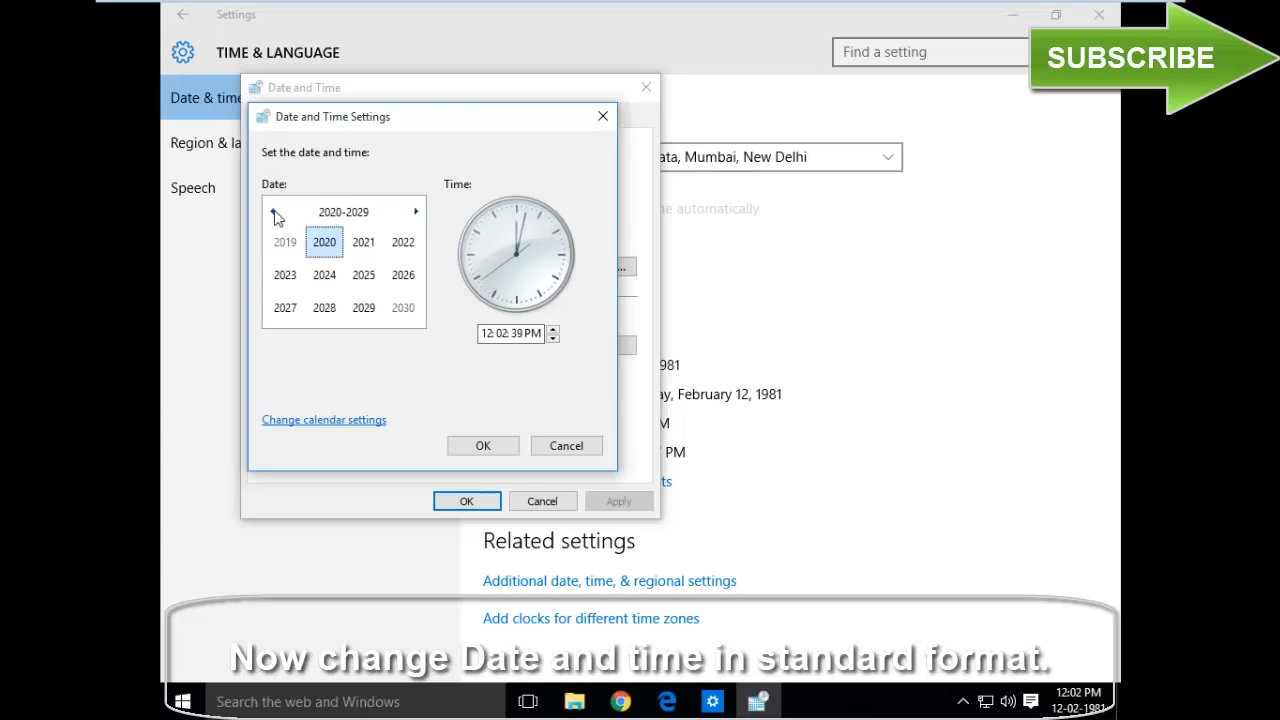 Settings
TIME & LANGUAGE
Find a setting
SUBSCRIBE
Date & time
Date and Time
Date and Time Settings
Region & la
Set the date and time:
ata, Mumbai, New Delhi
Speech
Date:
Time:
me automatically
2020-2029
2019 2020 2021 2022
2023 2024 2025 2026
...
2027 2028 2029 2030
12:02:39 PM
981
ay, February 12, 1981
M
Change calendar settings
OK Cancel
PM
ts
OK Cancel Apply
Related settings
Additional date, time, & regional settings
Add clocks for different time zones
Now change Date and time in standard format.
Search the web and Windows
12:02 PM
12-02-1981